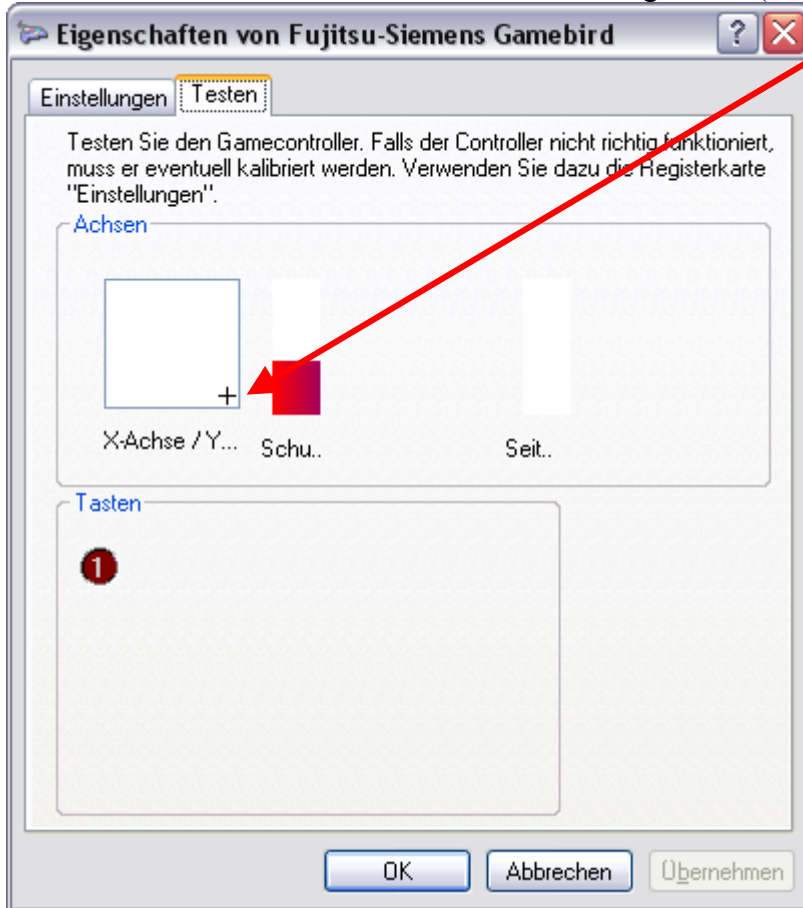 Eigenschaften von Fujitsu-Siemens Gamebird
Einstellungen Testen
Testen Sie den Gamecontroller. Falls der Controller nicht richtig funktioniert,
muss er eventuell kalibriert werden. Verwenden Sie dazu die Registerkarte
"Einstellungen".
Achsen
X-Achse / Y... Schu.. Seit..
Tasten
1
OK Abbrechen Übernehmen